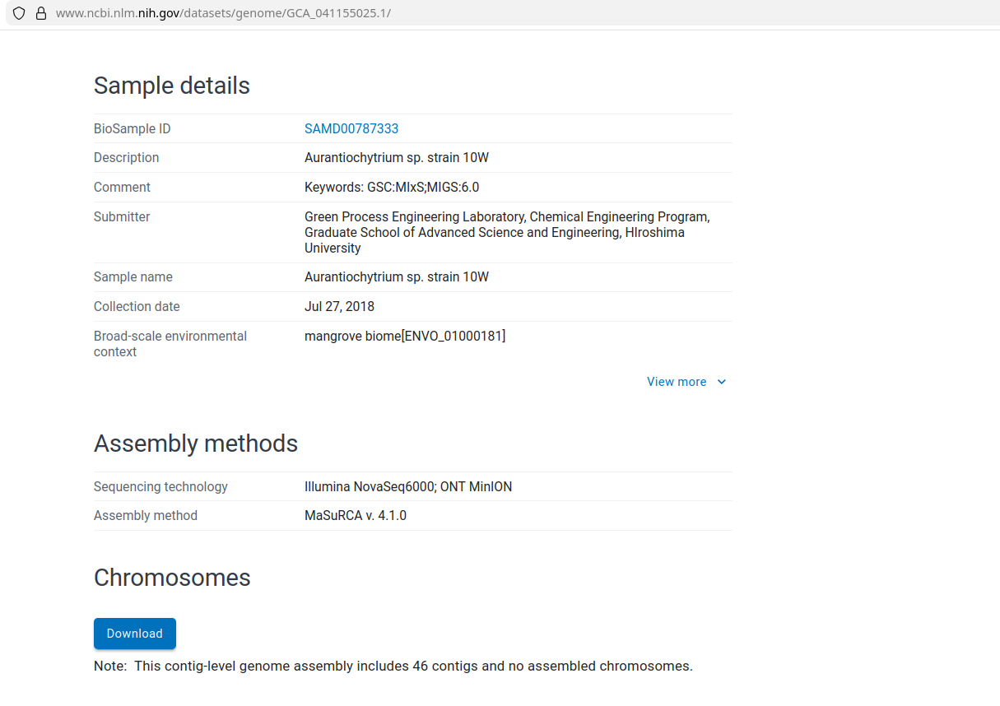 www.ncbi.nlm.nih.gov/datasets/genome/GCA_041155025.1/
Sample details
BioSample ID SAMD00787333
Description Aurantiochytrium sp. strain 10W
Comment Keywords: GSC:MIxS;MIGS:6.0
Submitter Green Process Engineering Laboratory, Chemical Engineering Program,
Graduate School of Advanced Science and Engineering, HIroshima
University
Sample name Aurantiochytrium sp. strain 10W
Collection date Jul 27, 2018
Broad-scale environmental mangrove biome[ENVO_01000181]
context
View more
Assembly methods
Sequencing technology Illumina NovaSeq6000; ONT MinION
Assembly method MaSuRCA v. 4.1.0
Chromosomes
Download
Note: This contig-level genome assembly includes 46 contigs and no assembled chromosomes.